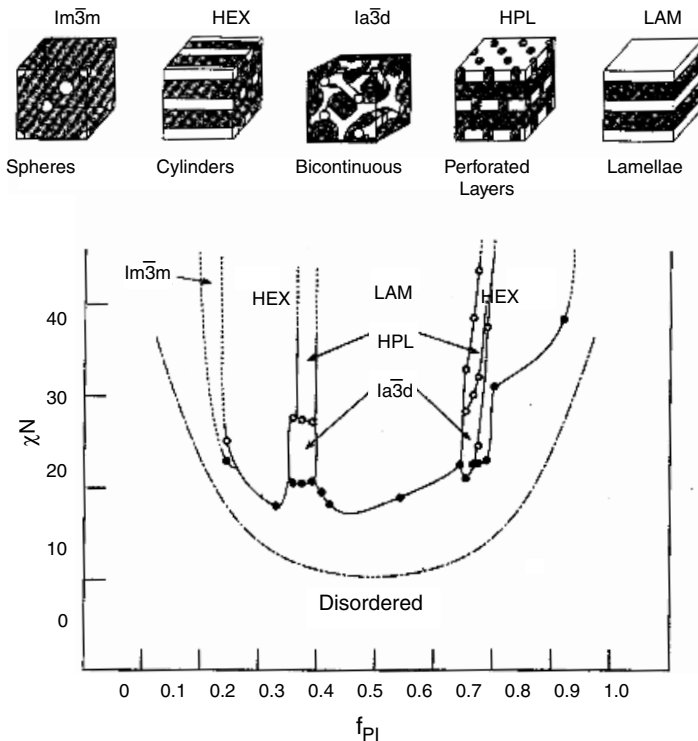 Im3̅m HEX Ia3̅d HPL LAM
Spheres Cylinders Bicontinuous Perforated Layers Lamellae
Im3̅m
HEX
LAM
HEX
HPL
Ia3̅d
40
30
20
10
0
χN
Disordered
0 0.1 0.2 0.3 0.4 0.5 0.6 0.7 0.8 0.9 1.0
f_PI